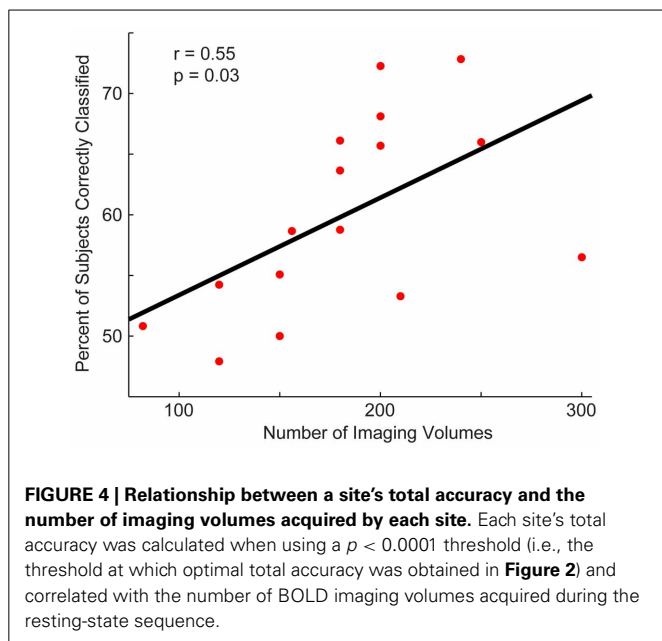 r = 0.55
p = 0.03
Percent of Subjects Correctly Classified
70
60
50
100 200 300
Number of Imaging Volumes
FIGURE 4 | Relationship between a site's total accuracy and the
number of imaging volumes acquired by each site. Each site's total
accuracy was calculated when using a p < 0.0001 threshold (i.e., the
threshold at which optimal total accuracy was obtained in Figure 2) and
correlated with the number of BOLD imaging volumes acquired during the
resting-state sequence.